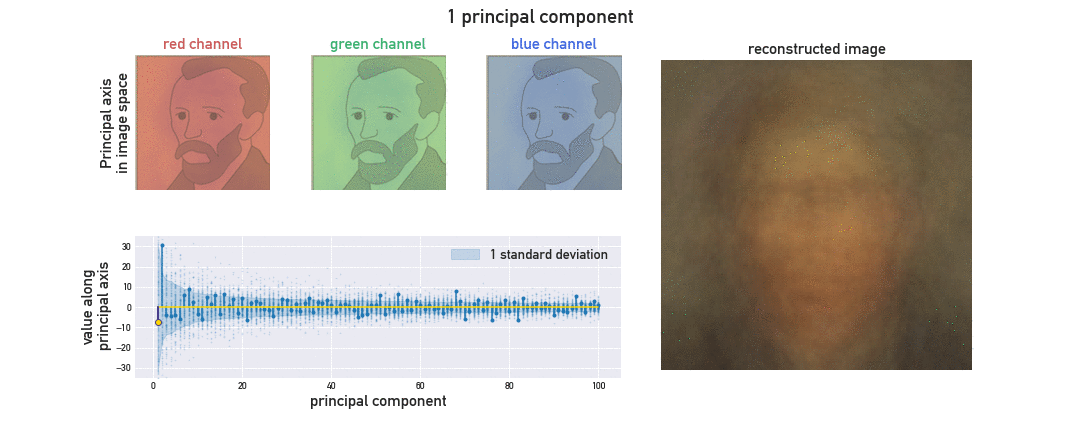 1 principal component
red channel
green channel
blue channel
reconstructed image
Principal axis
in image space
1 standard deviation
value along
principal axis
30
20
10
0
−10
−20
−30
0
20
40
60
80
100
principal component